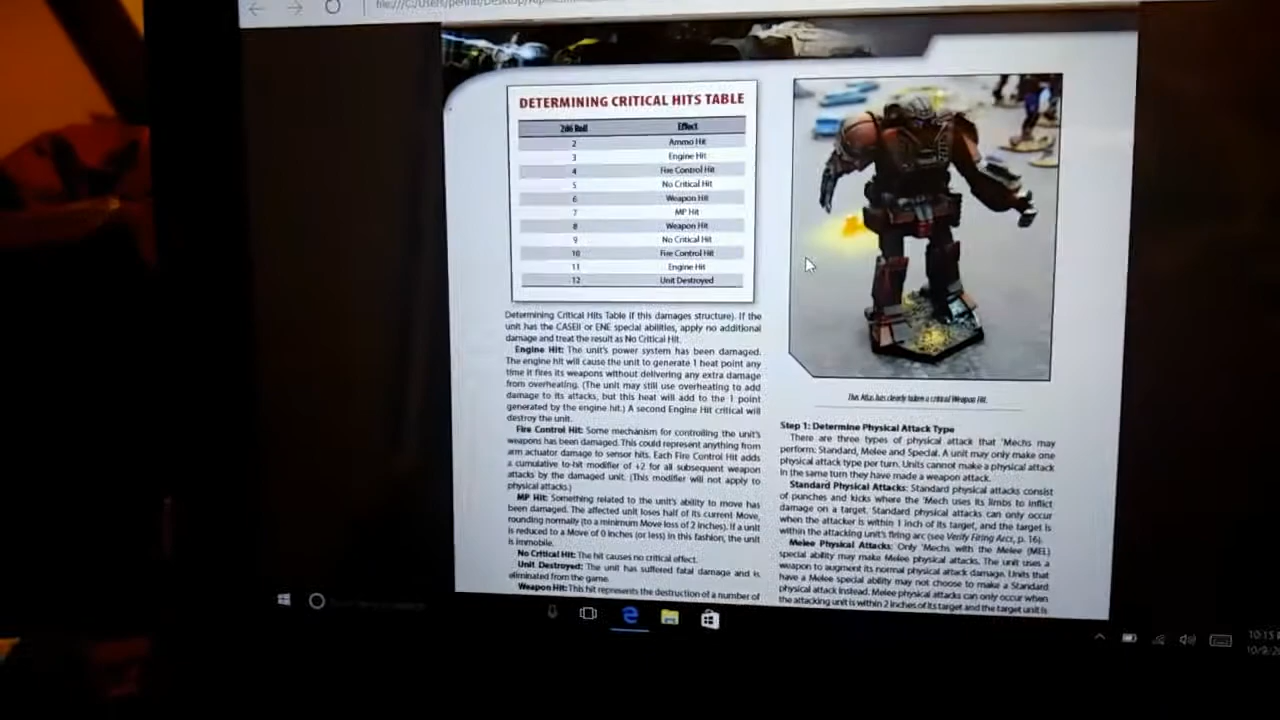 file:///C:/Users/
DETERMINING CRITICAL HITS TABLE
2d6 Roll Effect
2 Ammo Hit
3 Engine Hit
4 Fire Control Hit
5 No Critical Hit
6 Weapon Hit
7 MP Hit
8 Weapon Hit
9 No Critical Hit
10 Fire Control Hit
11 Engine Hit
12 Unit Destroyed
Determining Critical Hits Table if this damages structure). If the
unit has the CASEII or ENE special abilities, apply no additional
damage and treat the result as No Critical Hit.
Engine Hit: The unit's power system has been damaged.
The engine hit will cause the unit to generate 1 heat point any
time it fires its weapons without delivering any extra damage
from overheating. (The unit may still use overheating to add
damage to its attacks, but this heat will add to the 1 point
generated by the engine hit.) A second Engine Hit critical will
destroy the unit.
Fire Control Hit: Some mechanism for controlling the unit's
weapons has been damaged. This could represent anything from
arm actuator damage to sensor hits. Each Fire Control Hit adds
a cumulative to-hit modifier of +2 for all subsequent weapon
attacks by the damaged unit. (This modifier will not apply to
physical attacks.)
MP Hit: Something related to the unit's ability to move has
been damaged. The affected unit loses half of its current Move,
rounding normally (to a minimum Move loss of 2 inches). If a unit
is reduced to a Move of 0 inches (or less) in this fashion, the unit
is immobile.
No Critical Hit: The hit causes no critical effect.
Unit Destroyed: The unit has suffered fatal damage and is
eliminated from the game.
Weapon Hit: This hit represents the destruction of a number of
This Atlas has clearly taken a critical Weapon Hit.
Step 1: Determine Physical Attack Type
There are three types of physical attack that 'Mechs may
perform: Standard, Melee and Special. A unit may only make one
physical attack type per turn. Units cannot make a physical attack
in the same turn they have made a weapon attack.
Standard Physical Attacks: Standard physical attacks consist
of punches and kicks where the 'Mech uses its limbs to inflict
damage on a target. Standard physical attacks can only occur
when the attacker is within 1 inch of its target, and the target is
within the attacking unit's firing arc (see Verify Firing Arcs, p. 16).
Melee Physical Attacks: Only 'Mechs with the Melee (MEL)
special ability may make Melee physical attacks. The unit uses a
weapon to augment its normal physical attack damage. Units that
have a Melee special ability may not choose to make a Standard
physical attack instead. Melee physical attacks can only occur when
the attacking unit is within 2 inches of its target and the target unit is
10:15
10/9/20